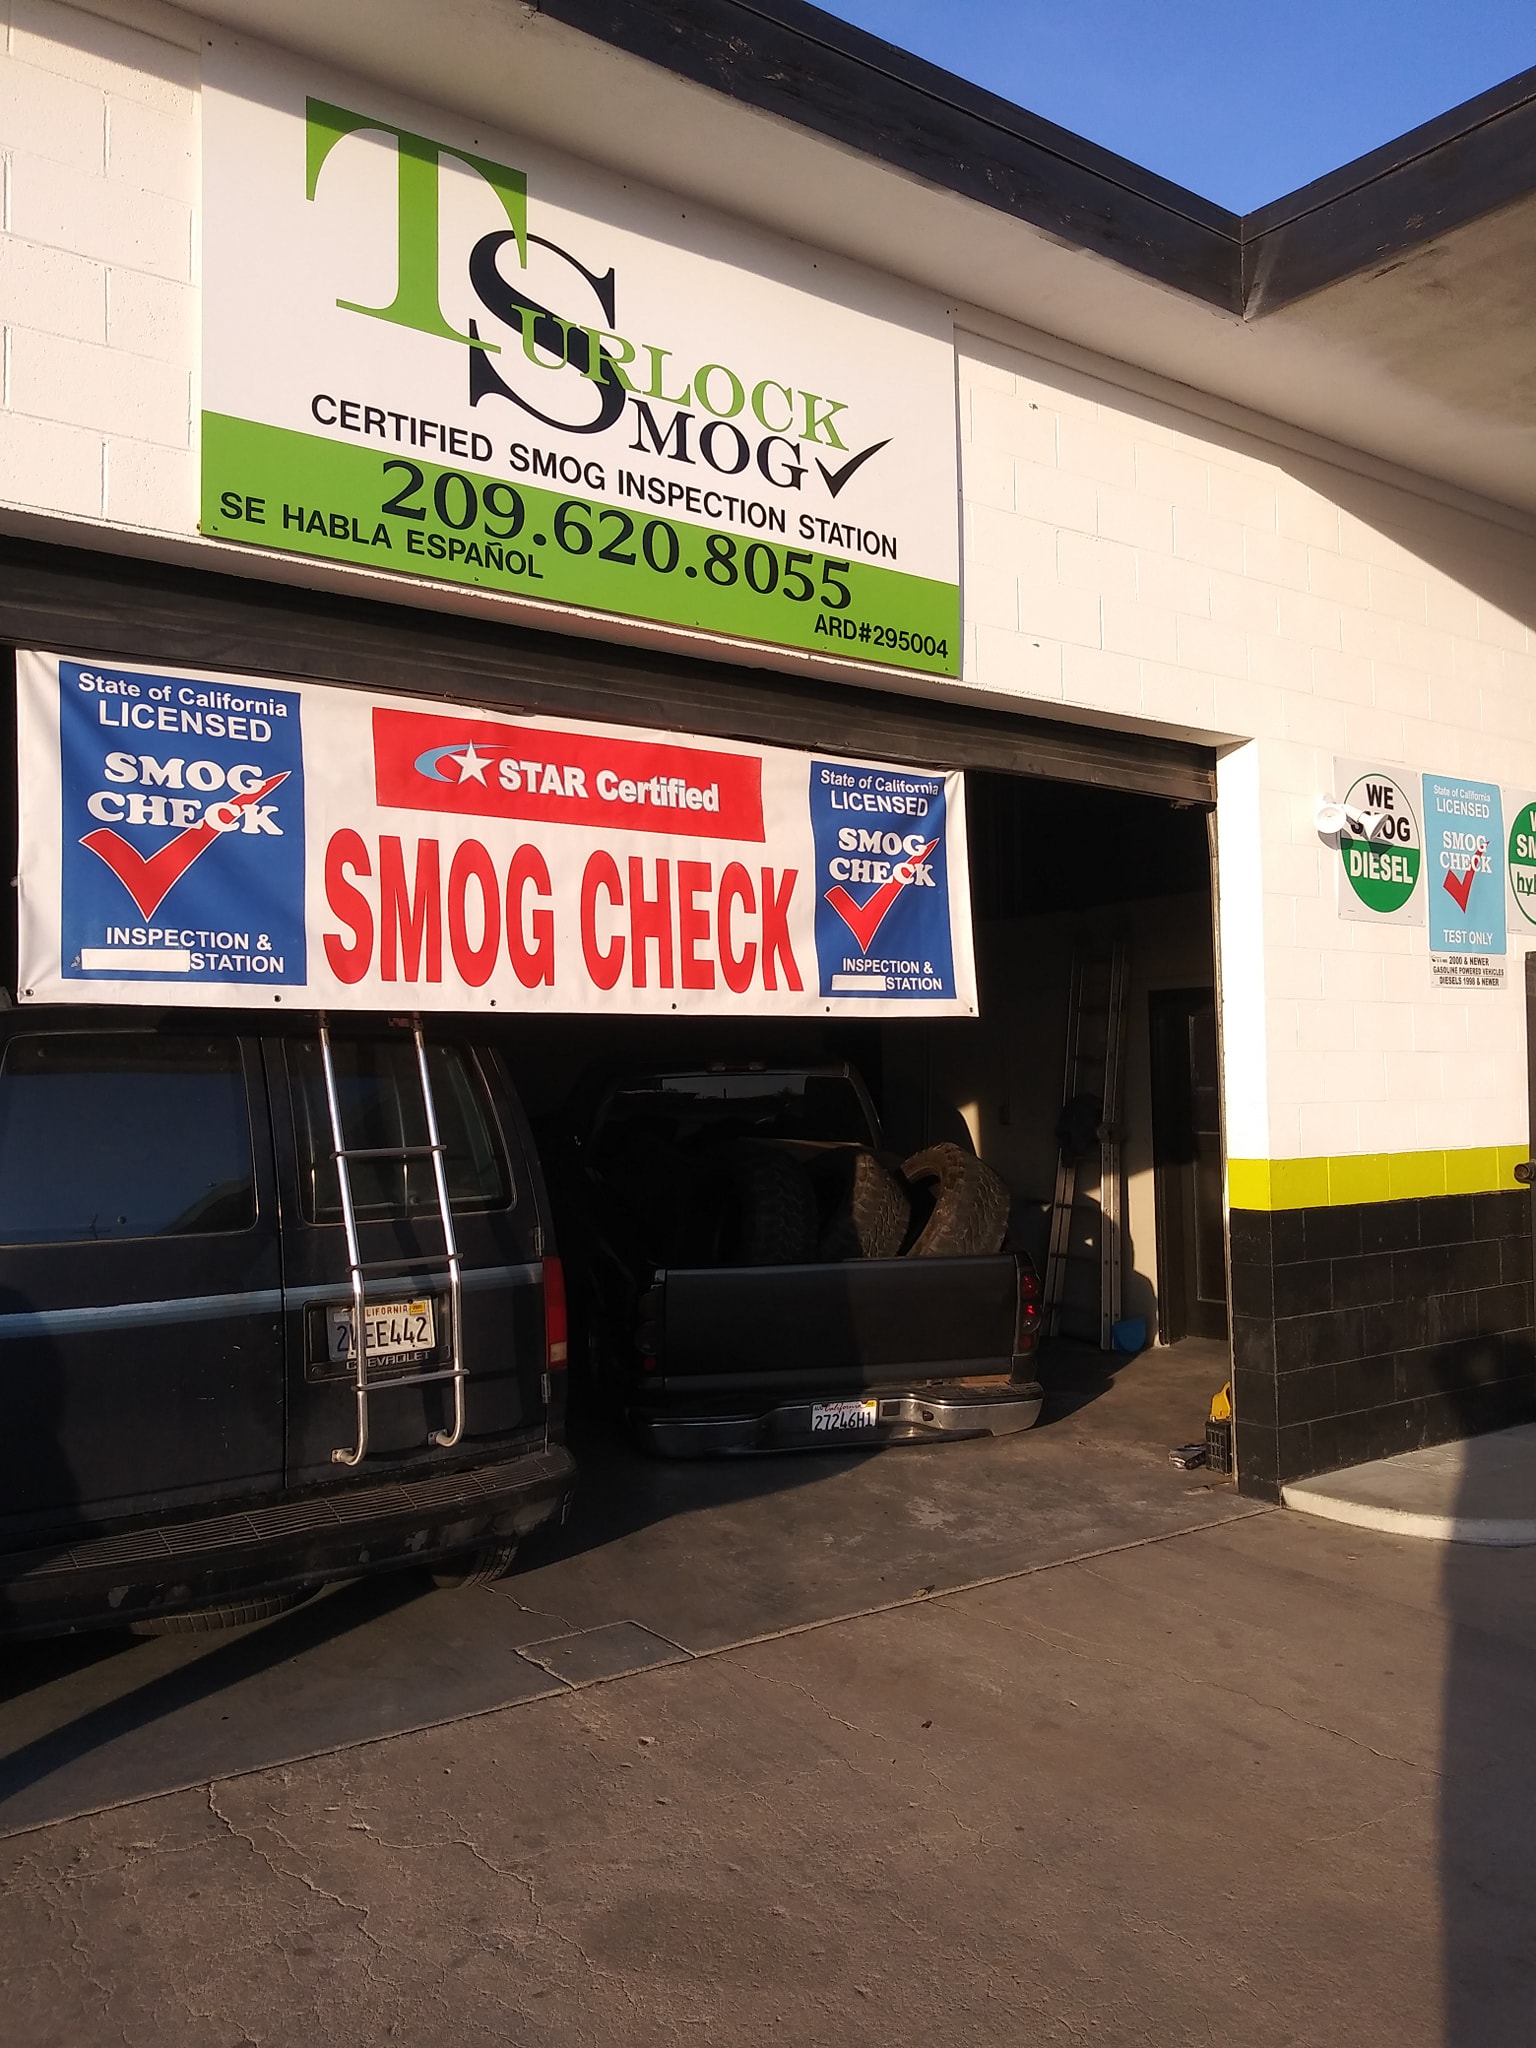 TURLOCK
SMOG
CERTIFIED SMOG INSPECTION STATION
209.620.8055
SE HABLA ESPAÑOL
ARD#295004
State of California
LICENSED
SMOG
CHECK
INSPECTION &
STATION
STAR Certified
SMOG CHECK
State of California
LICENSED
SMOG
CHECK
INSPECTION &
STATION
WE
SMOG
DIESEL
State of California
LICENSED
SMOG
CHECK
TEST ONLY
2000 & NEWER
GASOLINE POWERED VEHICLES
DIESELS 1998 & NEWER
CHEVROLET
California
27246H1